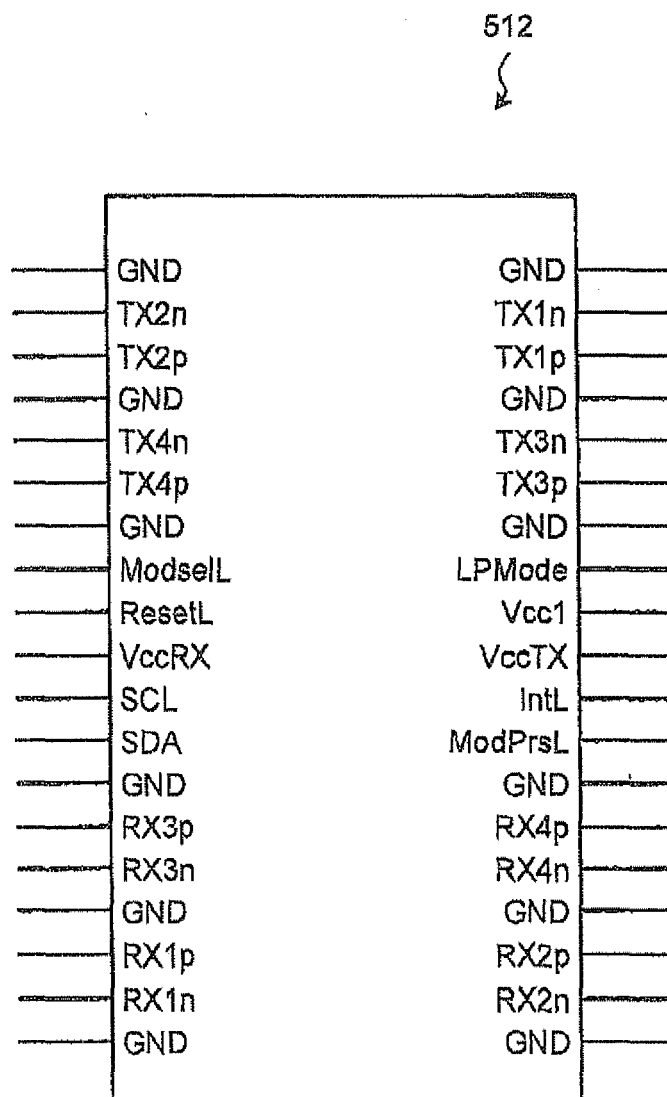 512
GND GND
TX2n TX1n
TX2p TX1p
GND GND
TX4n TX3n
TX4p TX3p
GND GND
ModselL LPMode
ResetL Vcc1
VccRX VccTX
SCL IntL
SDA ModPrsL
GND GND
RX3p RX4p
RX3n RX4n
GND GND
RX1p RX2p
RX1n RX2n
GND GND